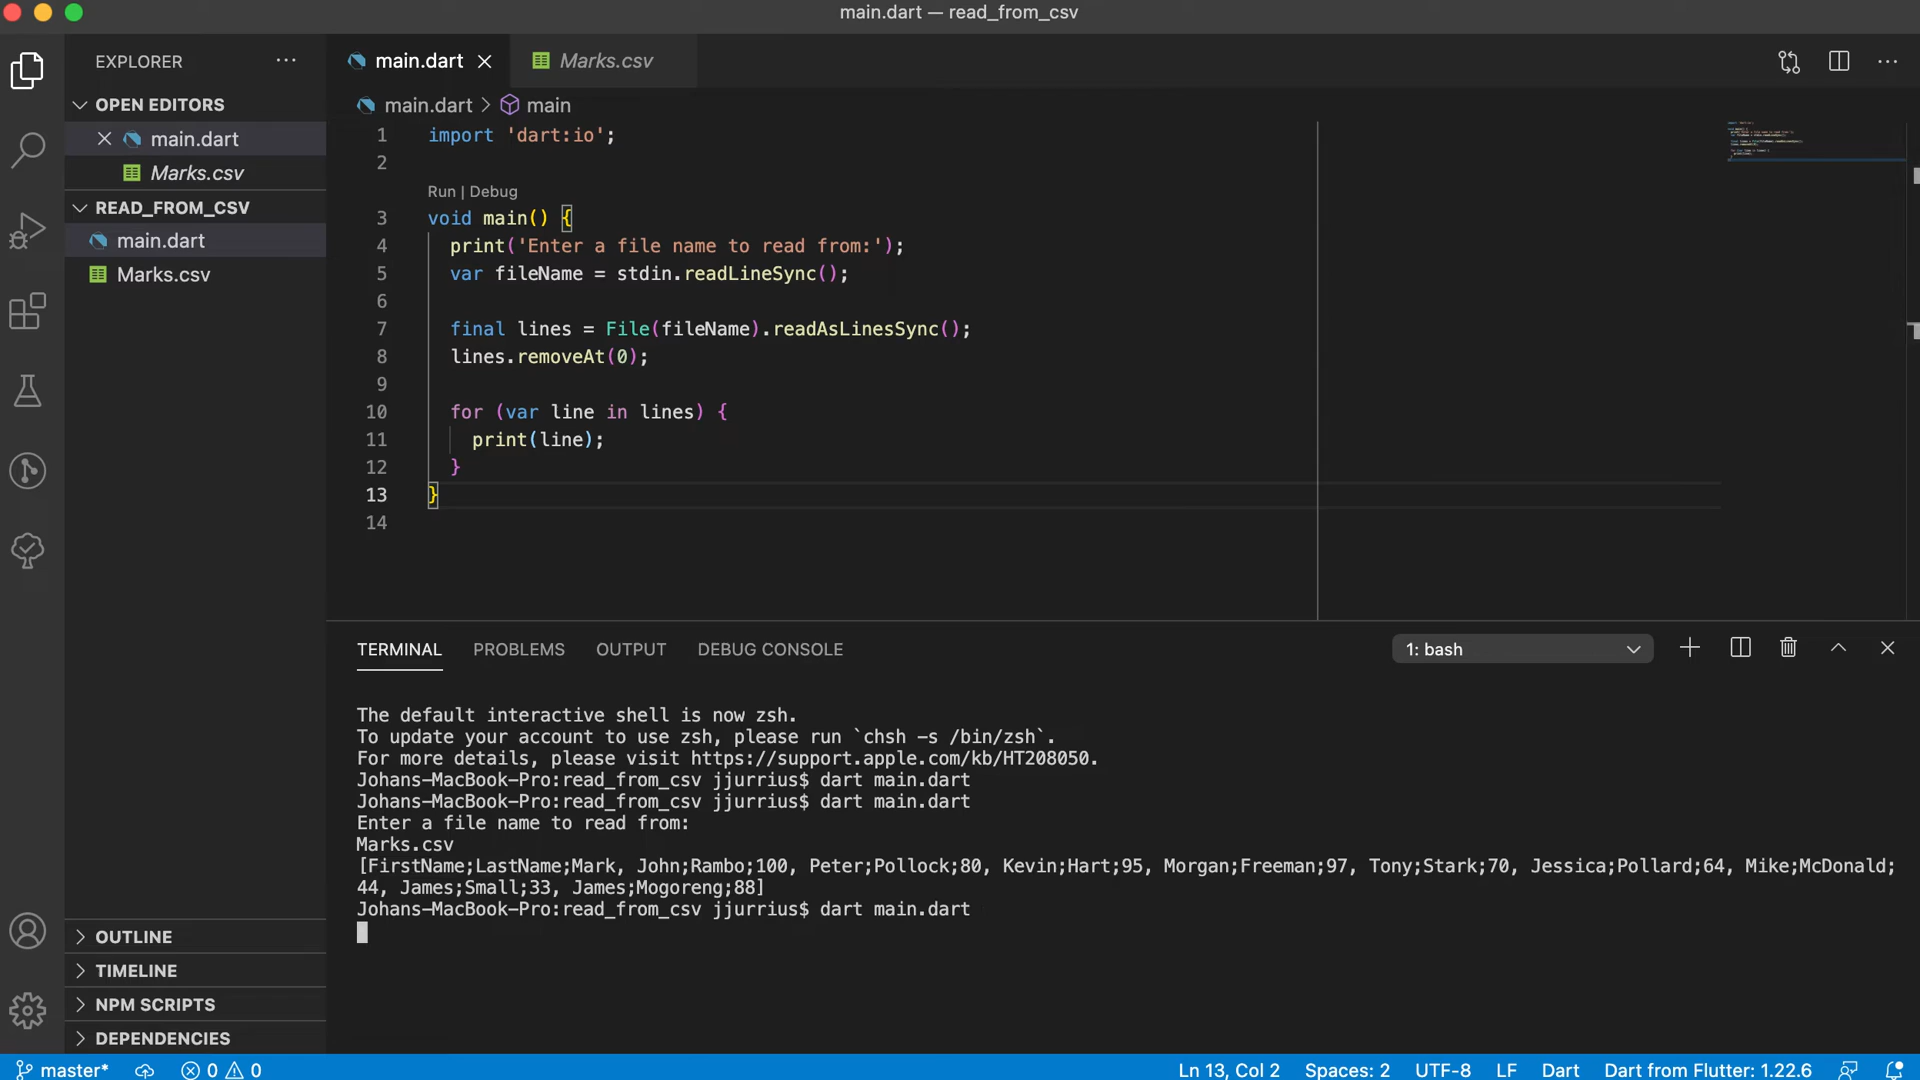 main.dart — read_from_csv
EXPLORER
OPEN EDITORS
main.dart
Marks.csv
READ_FROM_CSV
main.dart
Marks.csv
OUTLINE
TIMELINE
NPM SCRIPTS
DEPENDENCIES
main.dart
Marks.csv
main.dart > main
1 import 'dart:io';
2
Run | Debug
3 void main() {
4 print('Enter a file name to read from:');
5 var fileName = stdin.readLineSync();
6
7 final lines = File(fileName).readAsLinesSync();
8 lines.removeAt(0);
9
10 for (var line in lines) {
11 print(line);
12 }
13 }
14
TERMINAL PROBLEMS OUTPUT DEBUG CONSOLE
1: bash
The default interactive shell is now zsh.
To update your account to use zsh, please run `chsh -s /bin/zsh`.
For more details, please visit https://support.apple.com/kb/HT208050.
Johans-MacBook-Pro:read_from_csv jjurrius$ dart main.dart
Johans-MacBook-Pro:read_from_csv jjurrius$ dart main.dart
Enter a file name to read from:
Marks.csv
[FirstName;LastName;Mark, John;Rambo;100, Peter;Pollock;80, Kevin;Hart;95, Morgan;Freeman;97, Tony;Stark;70, Jessica;Pollard;64, Mike;McDonald;
44, James;Small;33, James;Mogoreng;88]
Johans-MacBook-Pro:read_from_csv jjurrius$ dart main.dart
master* 0 0 Ln 13, Col 2 Spaces: 2 UTF-8 LF Dart Dart from Flutter: 1.22.6